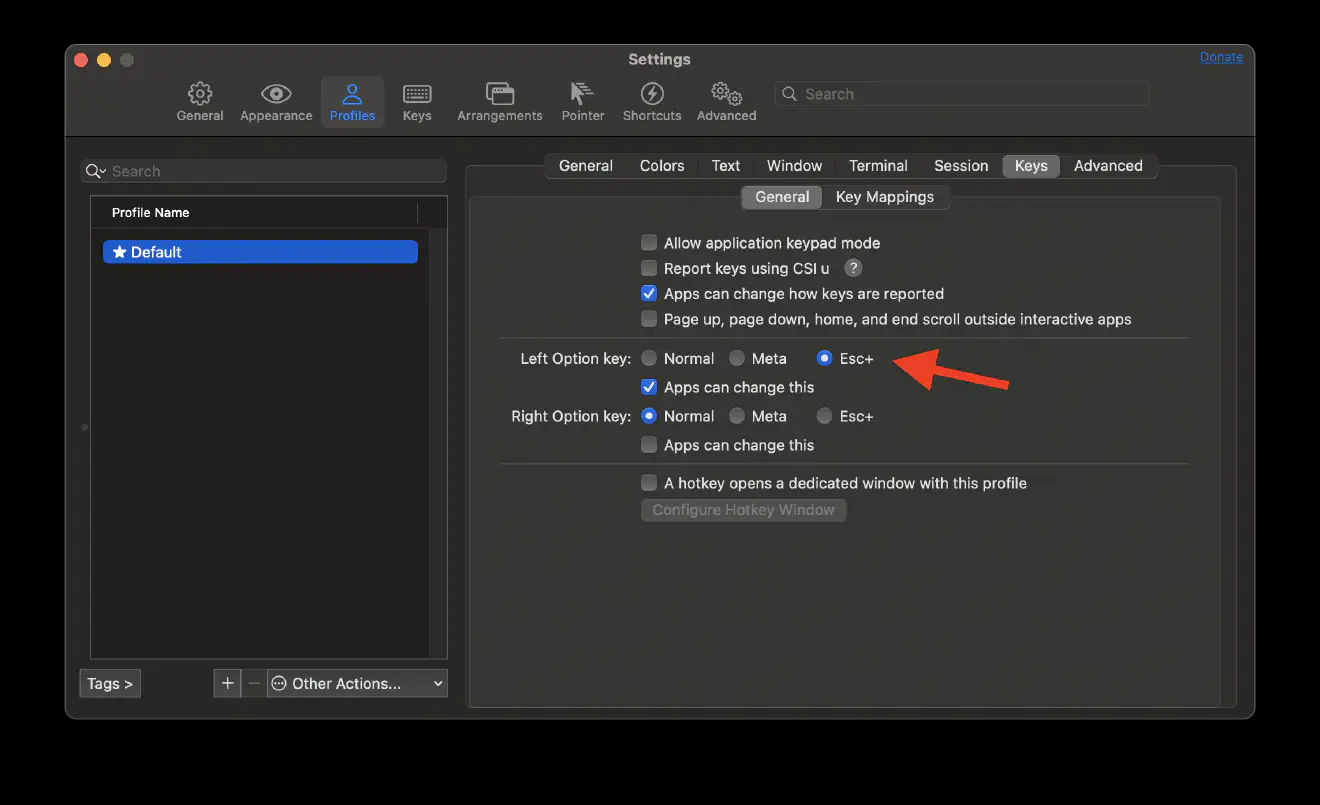 Settings
Donate
General Appearance Profiles Keys Arrangements Pointer Shortcuts Advanced Search
Search
Profile Name
Default
Tags >
+ − Other Actions...
General Colors Text Window Terminal Session Keys Advanced
General Key Mappings
Allow application keypad mode
Report keys using CSI u ?
Apps can change how keys are reported
Page up, page down, home, and end scroll outside interactive apps
Left Option key: Normal Meta Esc+
Apps can change this
Right Option key: Normal Meta Esc+
Apps can change this
A hotkey opens a dedicated window with this profile
Configure Hotkey Window